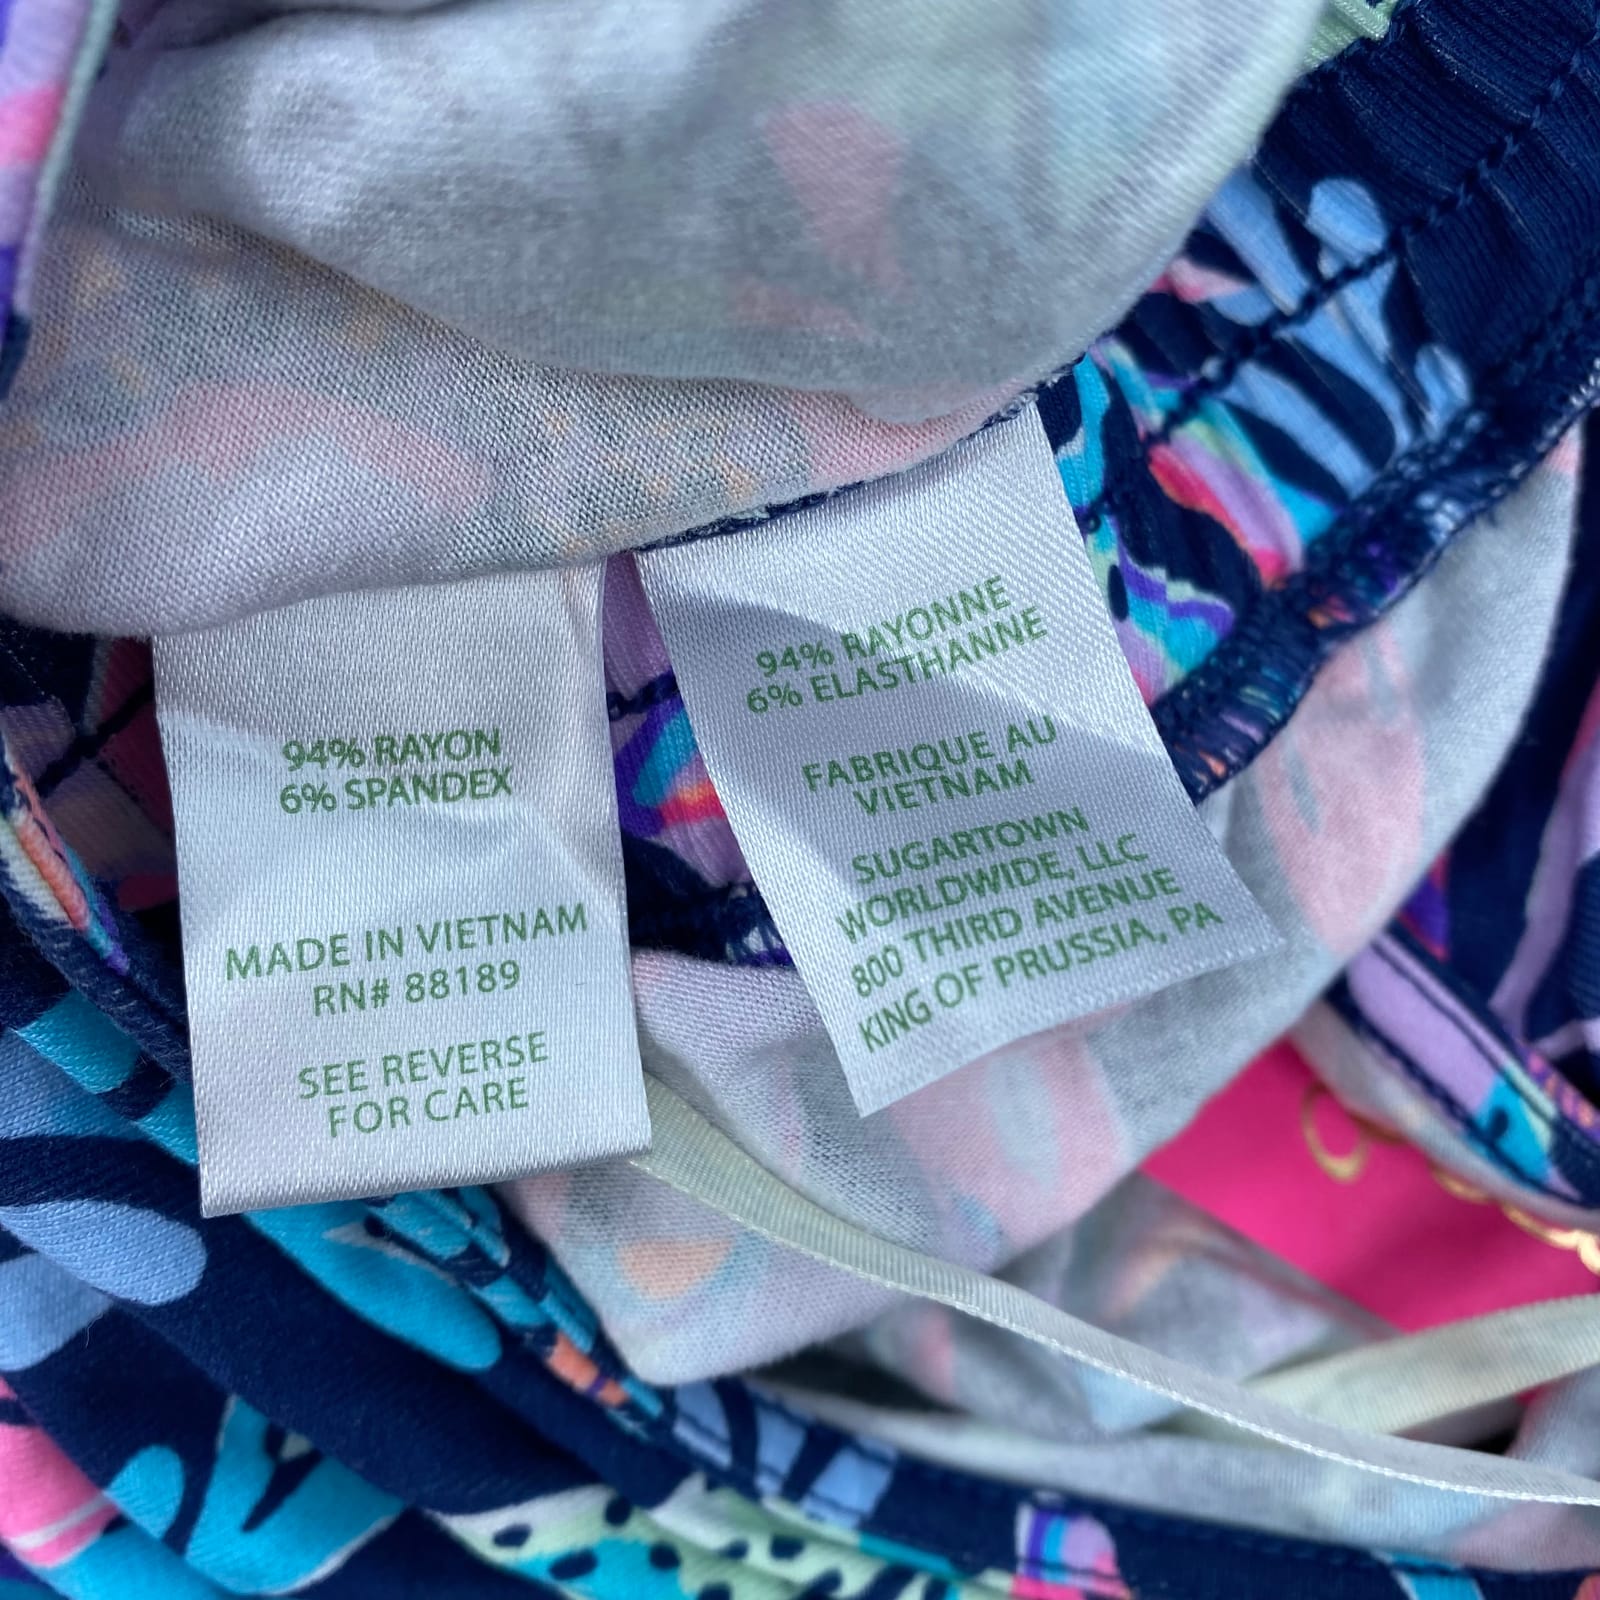 94% RAYON
6% SPANDEX
MADE IN VIETNAM
RN# 88189
SEE REVERSE
FOR CARE
94% RAYONNE
6% ELASTHANNE
FABRIQUE AU
VIETNAM
SUGARTOWN
WORLDWIDE, LLC
800 THIRD AVENUE
KING OF PRUSSIA, PA